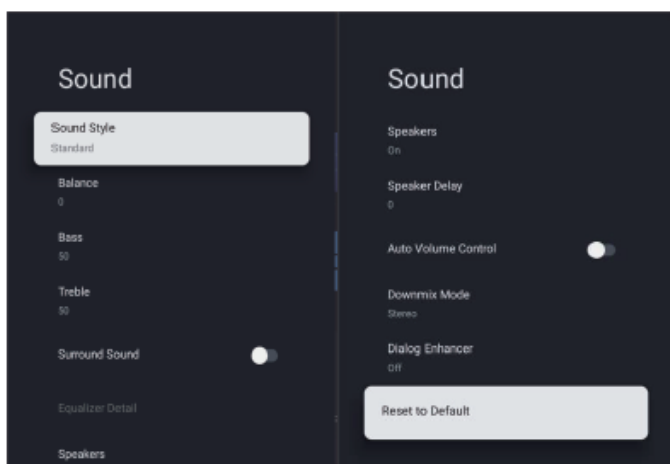 Sound
Sound Style
Standard
Balance
0
Bass
50
Treble
50
Surround Sound
Equalizer Detail
Speakers
Sound
Speakers
On
Speaker Delay
0
Auto Volume Control
Downmix Mode
Stereo
Dialog Enhancer
Off
Reset to Default